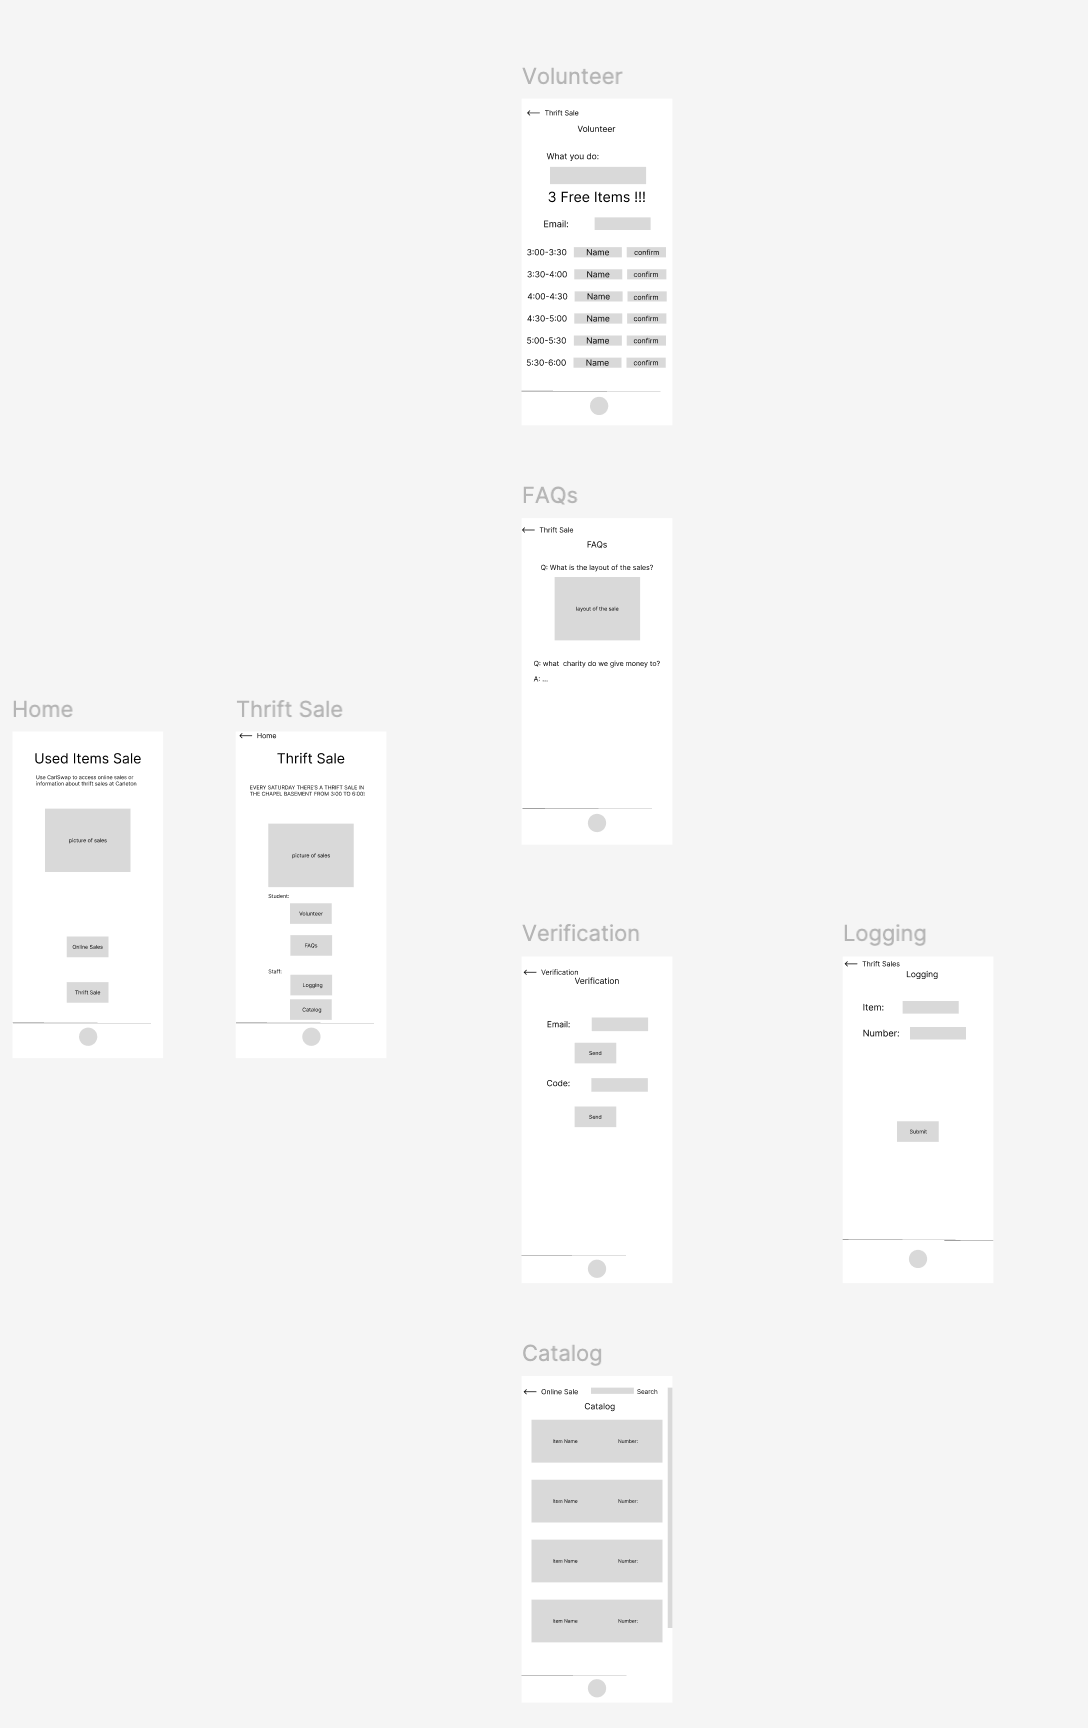 Volunteer
← Thrift Sale
Volunteer
What you do:
3 Free Items !!!
Email:
3:00-3:30 Name confirm
3:30-4:00 Name confirm
4:00-4:30 Name confirm
4:30-5:00 Name confirm
5:00-5:30 Name confirm
5:30-6:00 Name confirm
FAQs
← Thrift Sale
FAQs
Q: What is the layout of the sales?
layout of the sale
Q: what  charity do we give money to?
A: ...
Home
Used Items Sale
Use CarlSwap to access online sales or
information about thrift sales at Carleton
picture of sales
Online Sales
Thrift Sale
Thrift Sale
← Home
Thrift Sale
EVERY SATURDAY THERE'S A THRIFT SALE IN
THE CHAPEL BASEMENT FROM 3:00 TO 6:00!
picture of sales
Student:
Volunteer
FAQs
Staff:
Logging
Catalog
Verification
← Verification
Verification
Email:
Send
Code:
Send
Logging
← Thrift Sales
Logging
Item:
Number:
Submit
Catalog
← Online Sale Search
Catalog
Item Name Number:
Item Name Number:
Item Name Number:
Item Name Number: